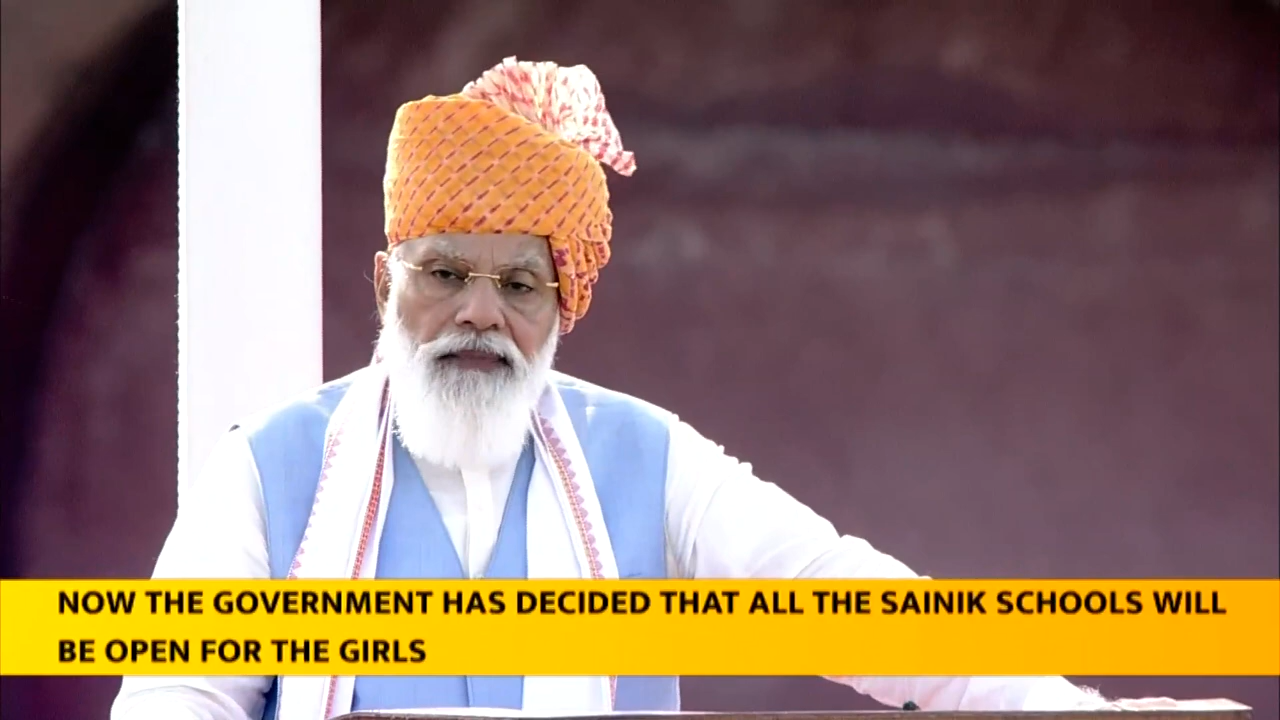 NOW THE GOVERNMENT HAS DECIDED THAT ALL THE SAINIK SCHOOLS WILL
BE OPEN FOR THE GIRLS